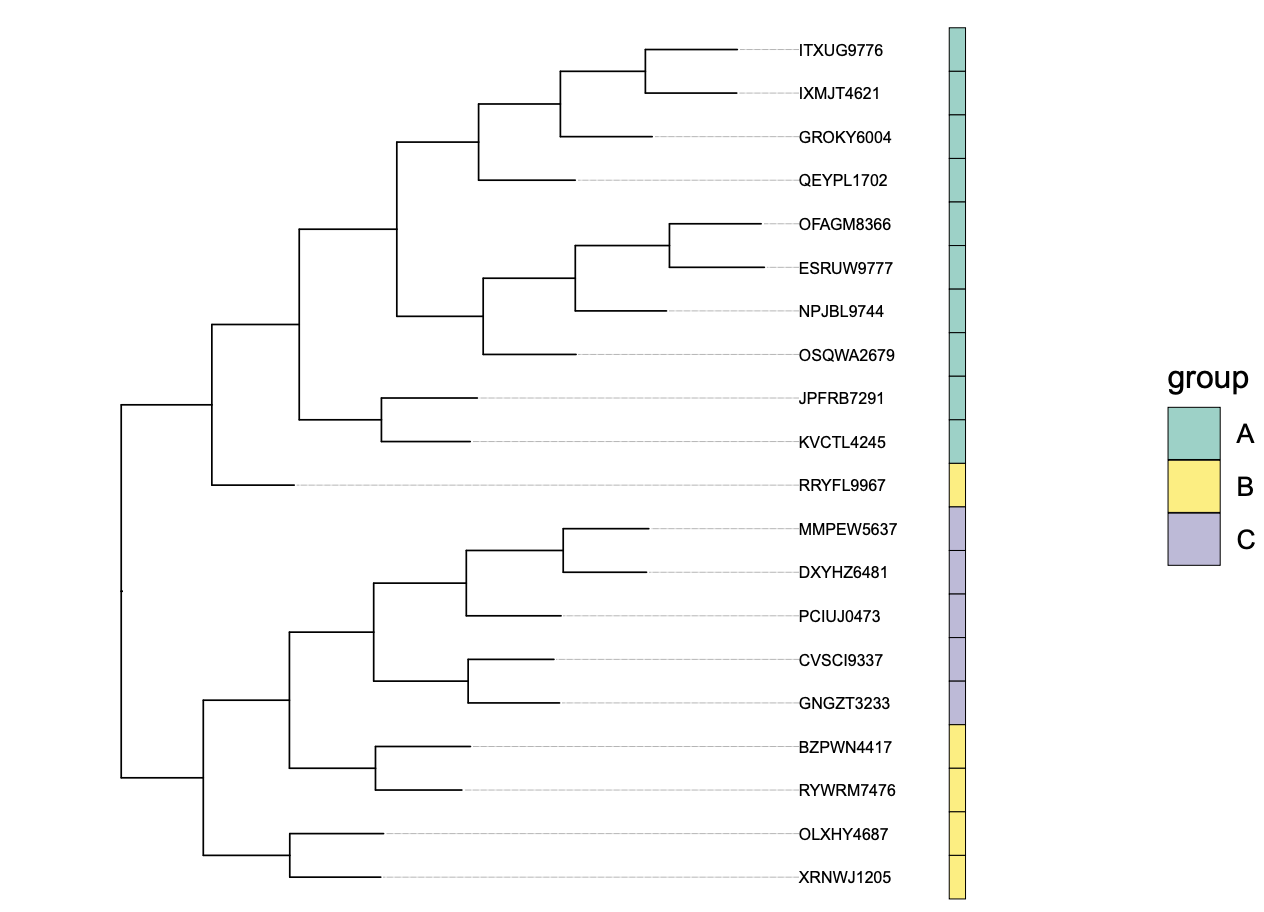 ITXUG9776
IXMJT4621
GROKY6004
QEYPL1702
OFAGM8366
ESRUW9777
NPJBL9744
OSQWA2679
JPFRB7291
KVCTL4245
RRYFL9967
MMPEW5637
DXYHZ6481
PCIUJ0473
CVSCI9337
GNGZT3233
BZPWN4417
RYWRM7476
OLXHY4687
XRNWJ1205
group
A
B
C